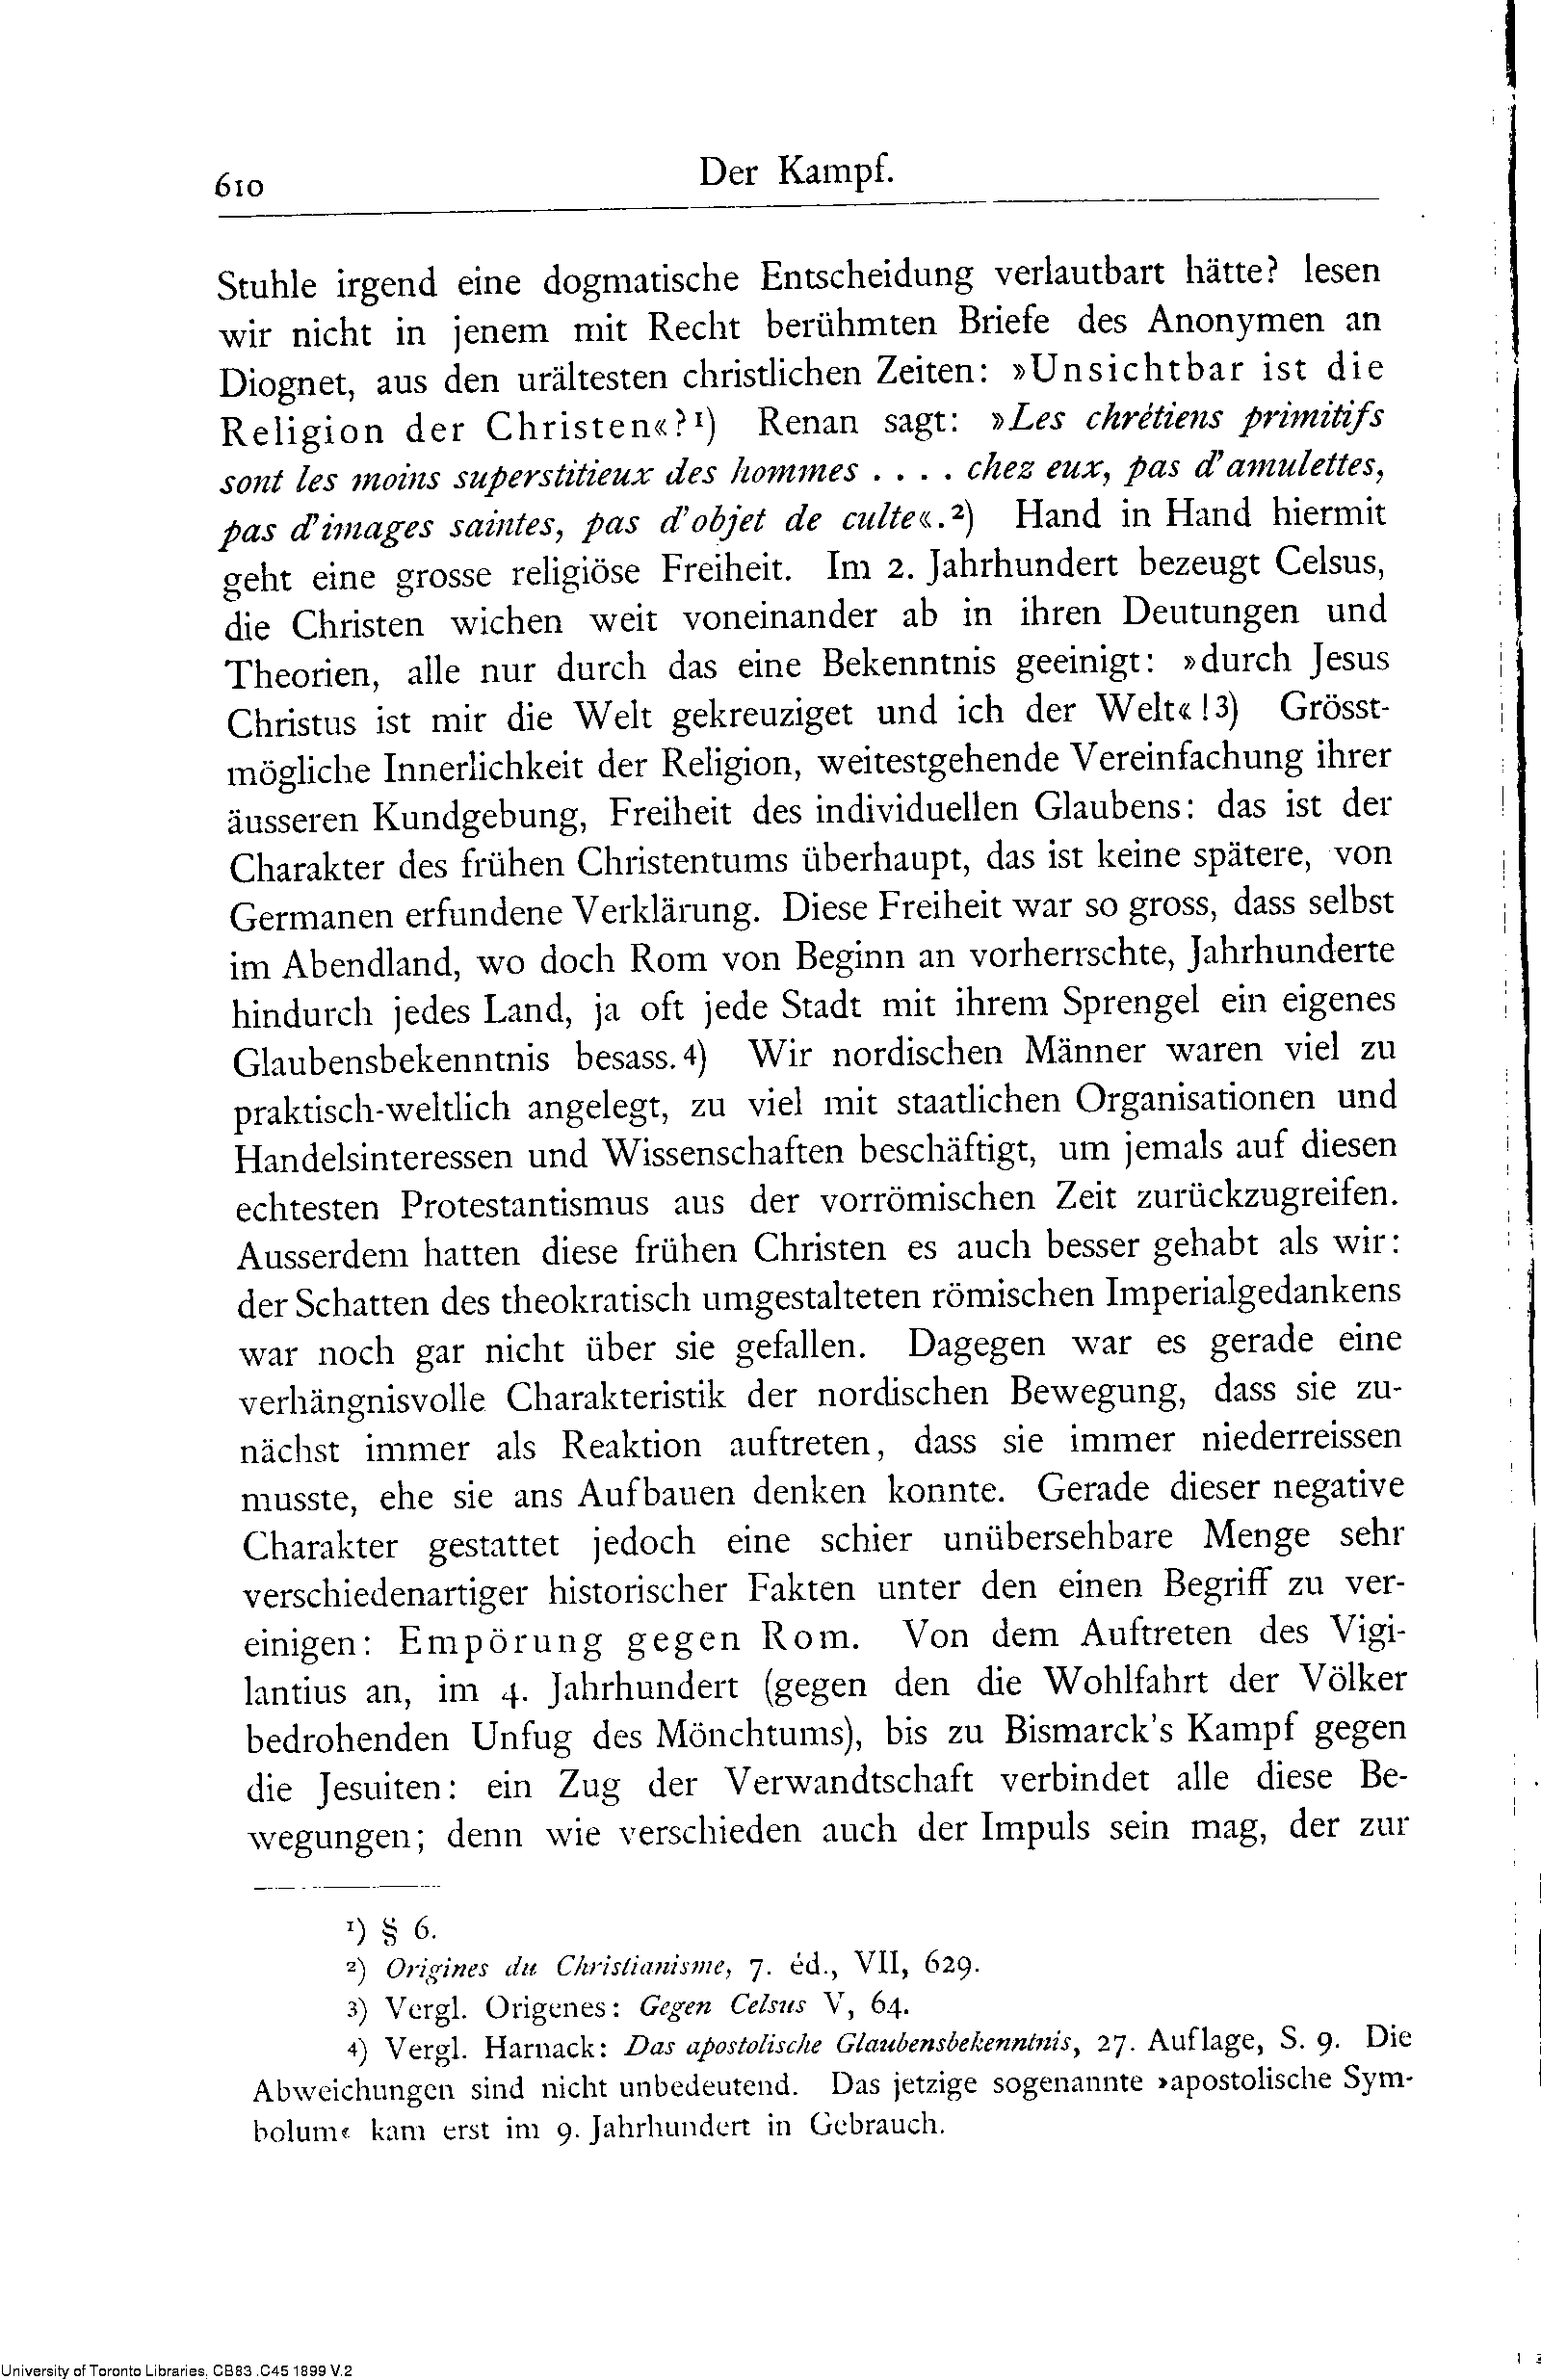 610
Der Kampf.
Stuhle irgend eine dogmatische Entscheidung verlautbart hätte? lesen
wir nicht in jenem mit Recht berühmten Briefe des Anonymen an
Diognet, aus den urältesten christlichen Zeiten: »Unsichtbar ist die
Religion der Christen«?¹) Renan sagt: »Les chrétiens primitifs
sont les moins superstitieux des hommes . . . . chez eux, pas d'amulettes,
pas d'images saintes, pas d'objet de culte«.²) Hand in Hand hiermit
geht eine grosse religiöse Freiheit. Im 2. Jahrhundert bezeugt Celsus,
die Christen wichen weit voneinander ab in ihren Deutungen und
Theorien, alle nur durch das eine Bekenntnis geeinigt: »durch Jesus
Christus ist mir die Welt gekreuziget und ich der Welt«!3) Grösst-
mögliche Innerlichkeit der Religion, weitestgehende Vereinfachung ihrer
äusseren Kundgebung, Freiheit des individuellen Glaubens: das ist der
Charakter des frühen Christentums überhaupt, das ist keine spätere, von
Germanen erfundene Verklärung. Diese Freiheit war so gross, dass selbst
im Abendland, wo doch Rom von Beginn an vorherrschte, Jahrhunderte
hindurch jedes Land, ja oft jede Stadt mit ihrem Sprengel ein eigenes
Glaubensbekenntnis besass.4) Wir nordischen Männer waren viel zu
praktisch-weltlich angelegt, zu viel mit staatlichen Organisationen und
Handelsinteressen und Wissenschaften beschäftigt, um jemals auf diesen
echtesten Protestantismus aus der vorrömischen Zeit zurückzugreifen.
Ausserdem hatten diese frühen Christen es auch besser gehabt als wir:
der Schatten des theokratisch umgestalteten römischen Imperialgedankens
war noch gar nicht über sie gefallen. Dagegen war es gerade eine
verhängnisvolle Charakteristik der nordischen Bewegung, dass sie zu-
nächst immer als Reaktion auftreten, dass sie immer niederreissen
musste, ehe sie ans Aufbauen denken konnte. Gerade dieser negative
Charakter gestattet jedoch eine schier unübersehbare Menge sehr
verschiedenartiger historischer Fakten unter den einen Begriff zu ver-
einigen: Empörung gegen Rom. Von dem Auftreten des Vigi-
lantius an, im 4. Jahrhundert (gegen den die Wohlfahrt der Völker
bedrohenden Unfug des Mönchtums), bis zu Bismarck's Kampf gegen
die Jesuiten: ein Zug der Verwandtschaft verbindet alle diese Be-
wegungen; denn wie verschieden auch der Impuls sein mag, der zur
¹) § 6.
²) Origines du Christianisme, 7. éd., VII, 629.
3) Vergl. Origenes: Gegen Celsus V, 64.
4) Vergl. Harnack: Das apostolische Glaubensbekenntnis, 27. Auflage, S. 9. Die
Abweichungen sind nicht unbedeutend. Das jetzige sogenannte ›apostolische Sym-
bolum‹ kam erst im 9. Jahrhundert in Gebrauch.
University of Toronto Libraries, CB83 .C45 1899 V.2